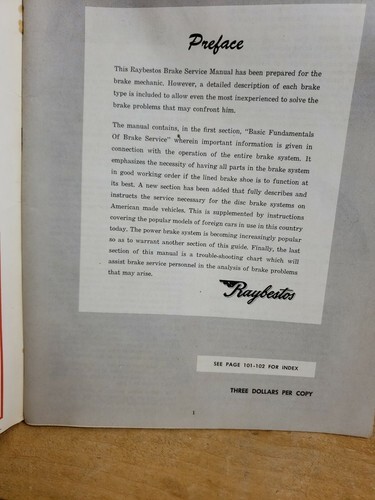 Preface
This Raybestos Brake Service Manual has been prepared for the
brake mechanic. However, a detailed description of each brake
type is included to allow even the most inexperienced to solve the
brake problems that may confront him.
The manual contains, in the first section, "Basic Fundamentals
Of Brake Service" wherein important information is given in
connection with the operation of the entire brake system. It
emphasizes the necessity of having all parts in the brake system
in good working order if the lined brake shoe is to function at
its best. A new section has been added that fully describes and
instructs the service necessary for the disc brake systems on
American made vehicles. This is supplemented by instructions
covering the popular models of foreign cars in use in this country
today. The power brake system is becoming increasingly popular
so as to warrant another section of this guide. Finally, the last
section of this manual is a trouble-shooting chart which will
assist brake service personnel in the analysis of brake problems
that may arise.
Raybestos
SEE PAGE 101-102 FOR INDEX
THREE DOLLARS PER COPY
1